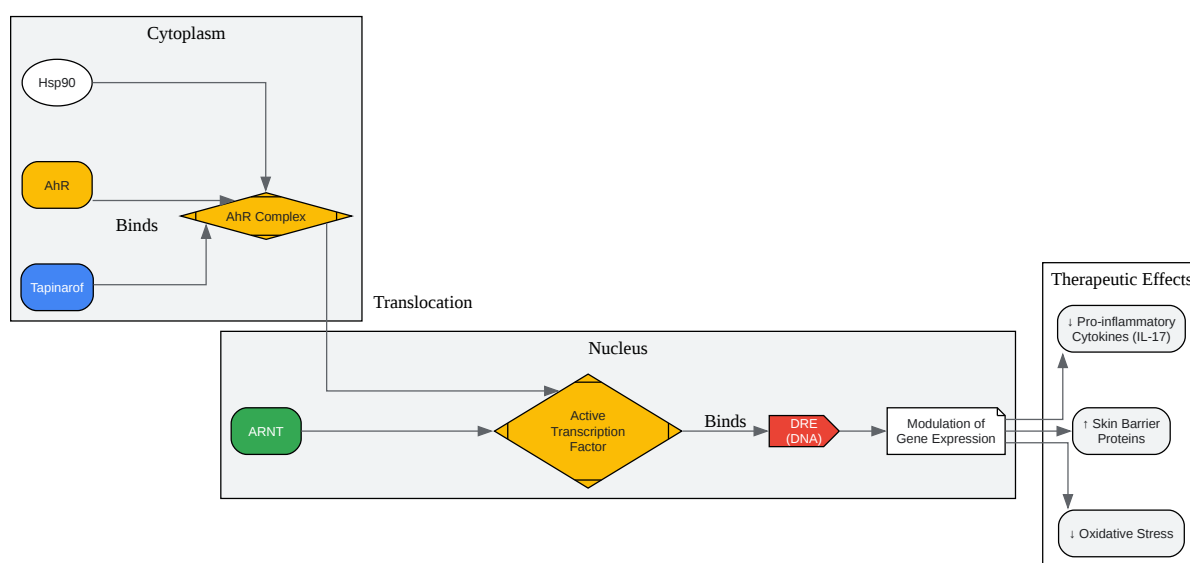 Cytoplasm
Hsp90
AhR
Binds
AhR Complex
Tapinarof
Translocation
Nucleus
ARNT
Active
Transcription
Factor
Binds
DRE
(DNA)
Modulation of
Gene Expression
Therapeutic Effects
↓ Pro-inflammatory
Cytokines (IL-17)
↑ Skin Barrier
Proteins
↓ Oxidative Stress